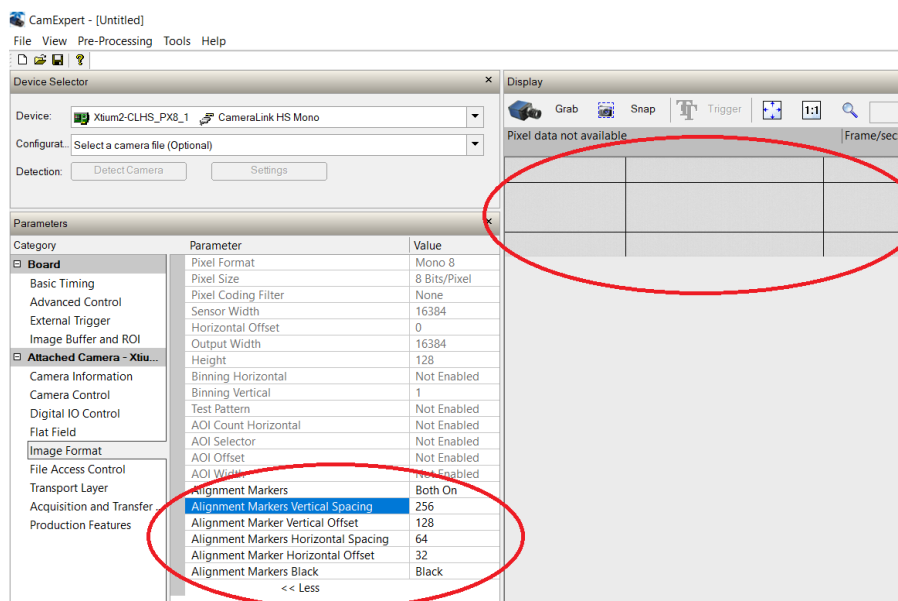 CamExpert - [Untitled]
File View Pre-Processing Tools Help
Device Selector
Device: Xtium2-CLHS_PX8_1 CameraLink HS Mono
Configurat... Select a camera file (Optional)
Detection: Detect Camera Settings
Parameters
Category
Board
Basic Timing
Advanced Control
External Trigger
Image Buffer and ROI
Attached Camera - Xtiu...
Camera Information
Camera Control
Digital IO Control
Flat Field
Image Format
File Access Control
Transport Layer
Acquisition and Transfer ...
Production Features
Parameter Value
Pixel Format Mono 8
Pixel Size 8 Bits/Pixel
Pixel Coding Filter None
Sensor Width 16384
Horizontal Offset 0
Output Width 16384
Height 128
Binning Horizontal Not Enabled
Binning Vertical 1
Test Pattern Not Enabled
AOI Count Horizontal Not Enabled
AOI Selector Not Enabled
AOI Offset Not Enabled
AOI Width Not Enabled
Alignment Markers Both On
Alignment Markers Vertical Spacing 256
Alignment Marker Vertical Offset 128
Alignment Markers Horizontal Spacing 64
Alignment Marker Horizontal Offset 32
Alignment Markers Black Black
<< Less
Display
Grab Snap Trigger 1:1
Pixel data not available Frame/sec